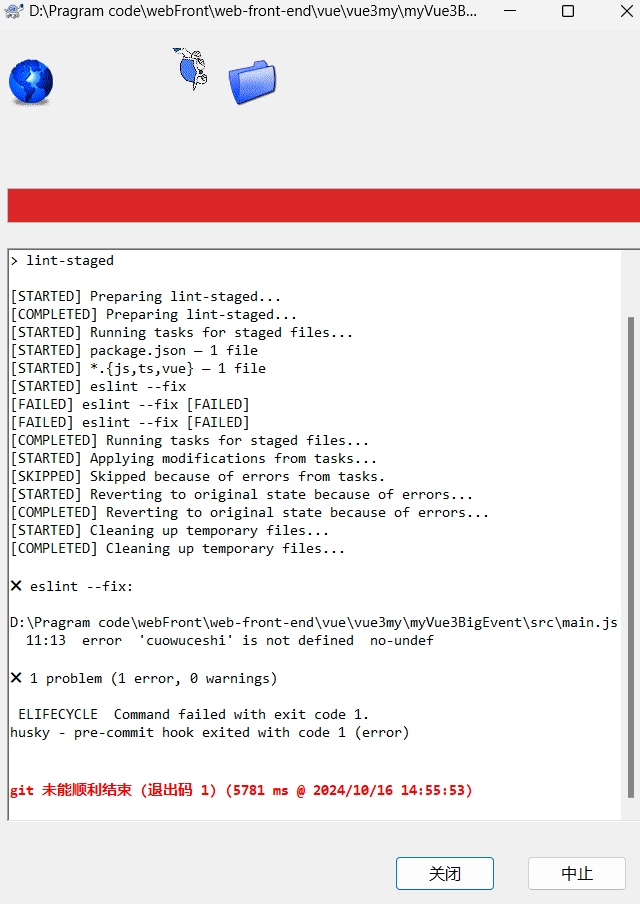 D:\Pragram code\webFront\web-front-end\vue\vue3my\myVue3B...
> lint-staged
[STARTED] Preparing lint-staged...
[COMPLETED] Preparing lint-staged...
[STARTED] Running tasks for staged files...
[STARTED] package.json — 1 file
[STARTED] *.{js,ts,vue} — 1 file
[STARTED] eslint --fix
[FAILED] eslint --fix [FAILED]
[FAILED] eslint --fix [FAILED]
[COMPLETED] Running tasks for staged files...
[STARTED] Applying modifications from tasks...
[SKIPPED] Skipped because of errors from tasks.
[STARTED] Reverting to original state because of errors...
[COMPLETED] Reverting to original state because of errors...
[STARTED] Cleaning up temporary files...
[COMPLETED] Cleaning up temporary files...
✖ eslint --fix:
D:\Pragram code\webFront\web-front-end\vue\vue3my\myVue3BigEvent\src\main.js
11:13  error  'cuowuceshi' is not defined  no-undef
✖ 1 problem (1 error, 0 warnings)
ELIFECYCLE  Command failed with exit code 1.
husky - pre-commit hook exited with code 1 (error)
git 未能顺利结束 (退出码 1) (5781 ms @ 2024/10/16 14:55:53)
关闭
中止